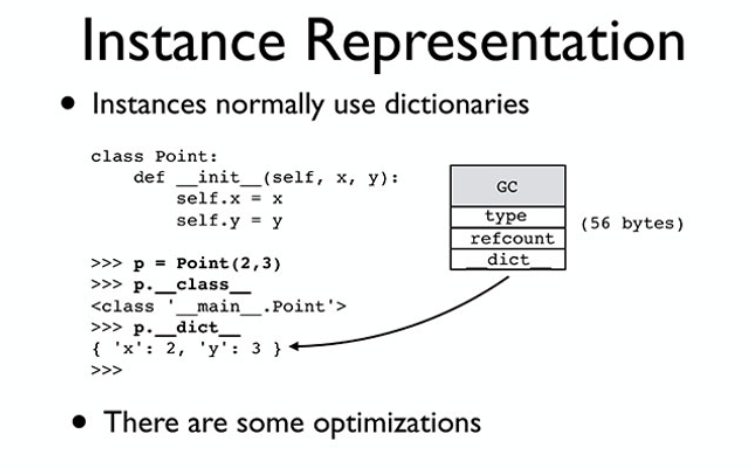 Instance Representation
• Instances normally use dictionaries
class Point:
    def __init__(self, x, y):
        self.x = x
        self.y = y
>>> p = Point(2,3)
>>> p.__class__
<class '__main__.Point'>
>>> p.__dict__
{ 'x': 2, 'y': 3 }
>>>
GC
type
refcount
__dict__
(56 bytes)
• There are some optimizations